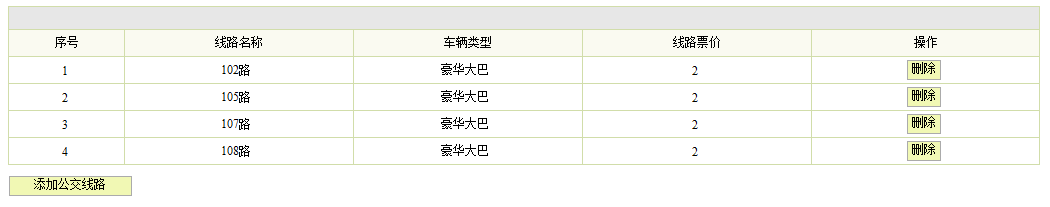 序号 线路名称 车辆类型 线路票价 操作
1 102路 豪华大巴 2 删除
2 105路 豪华大巴 2 删除
3 107路 豪华大巴 2 删除
4 108路 豪华大巴 2 删除
添加公交线路